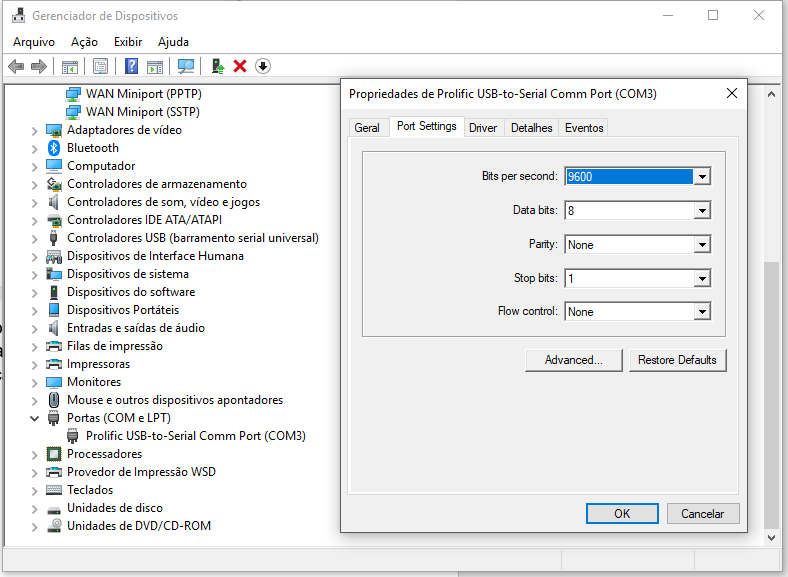 Gerenciador de Dispositivos
Arquivo Ação Exibir Ajuda
WAN Miniport (PPTP)
WAN Miniport (SSTP)
Adaptadores de vídeo
Bluetooth
Computador
Controladores de armazenamento
Controladores de som, vídeo e jogos
Controladores IDE ATA/ATAPI
Controladores USB (barramento serial universal)
Dispositivos de Interface Humana
Dispositivos de sistema
Dispositivos do software
Dispositivos Portáteis
Entradas e saídas de áudio
Filas de impressão
Impressoras
Monitores
Mouse e outros dispositivos apontadores
Portas (COM e LPT)
Prolific USB-to-Serial Comm Port (COM3)
Processadores
Provedor de Impressão WSD
Teclados
Unidades de disco
Unidades de DVD/CD-ROM
Propriedades de Prolific USB-to-Serial Comm Port (COM3)
Geral Port Settings Driver Detalhes Eventos
Bits per second: 9600
Data bits: 8
Parity: None
Stop bits: 1
Flow control: None
Advanced... Restore Defaults
OK Cancelar